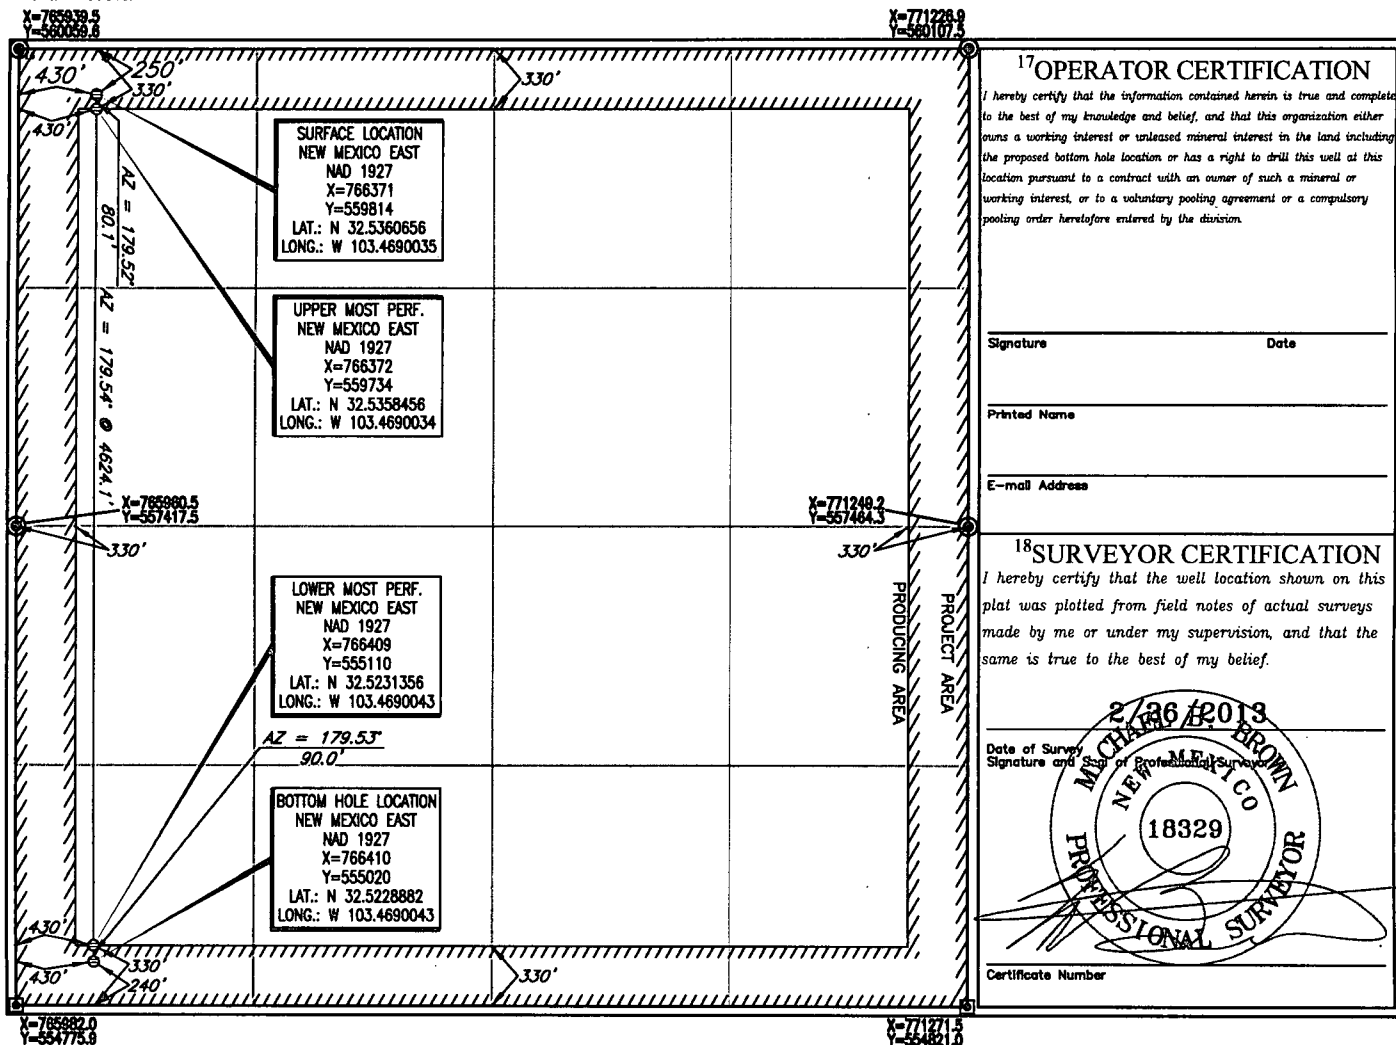 X=765939.5
Y=560059.6
X=771226.9
Y=560107.5
430'
250'
330'
330'
430'
SURFACE LOCATION
NEW MEXICO EAST
NAD 1927
X=766371
Y=559814
LAT.: N 32.5360656
LONG.: W 103.4690035
AZ = 179.52°
80.1'
UPPER MOST PERF.
NEW MEXICO EAST
NAD 1927
X=766372
Y=559734
LAT.: N 32.5358456
LONG.: W 103.4690034
AZ = 179.54° @ 4624.1'
X=765960.5
Y=557417.5
330'
X=771249.2
Y=557464.3
330'
LOWER MOST PERF.
NEW MEXICO EAST
NAD 1927
X=766409
Y=555110
LAT.: N 32.5231356
LONG.: W 103.4690043
PRODUCING AREA
PROJECT AREA
AZ = 179.53°
90.0'
BOTTOM HOLE LOCATION
NEW MEXICO EAST
NAD 1927
X=766410
Y=555020
LAT.: N 32.5228882
LONG.: W 103.4690043
430'
430'
330'
240'
330'
X=765982.0
Y=554775.9
X=771271.5
Y=554821.0
17 OPERATOR CERTIFICATION
I hereby certify that the information contained herein is true and complete
to the best of my knowledge and belief, and that this organization either
owns a working interest or unleased mineral interest in the land including
the proposed bottom hole location or has a right to drill this well at this
location pursuant to a contract with an owner of such a mineral or
working interest, or to a voluntary pooling agreement or a compulsory
pooling order heretofore entered by the division.
Signature Date
Printed Name
E-mail Address
18 SURVEYOR CERTIFICATION
I hereby certify that the well location shown on this
plat was plotted from field notes of actual surveys
made by me or under my supervision, and that the
same is true to the best of my belief.
2/26/2013
Date of Survey
Signature and Seal of Professional Surveyor
MICHAEL B. BROWN
NEW MEXICO
18329
PROFESSIONAL SURVEYOR
Certificate Number